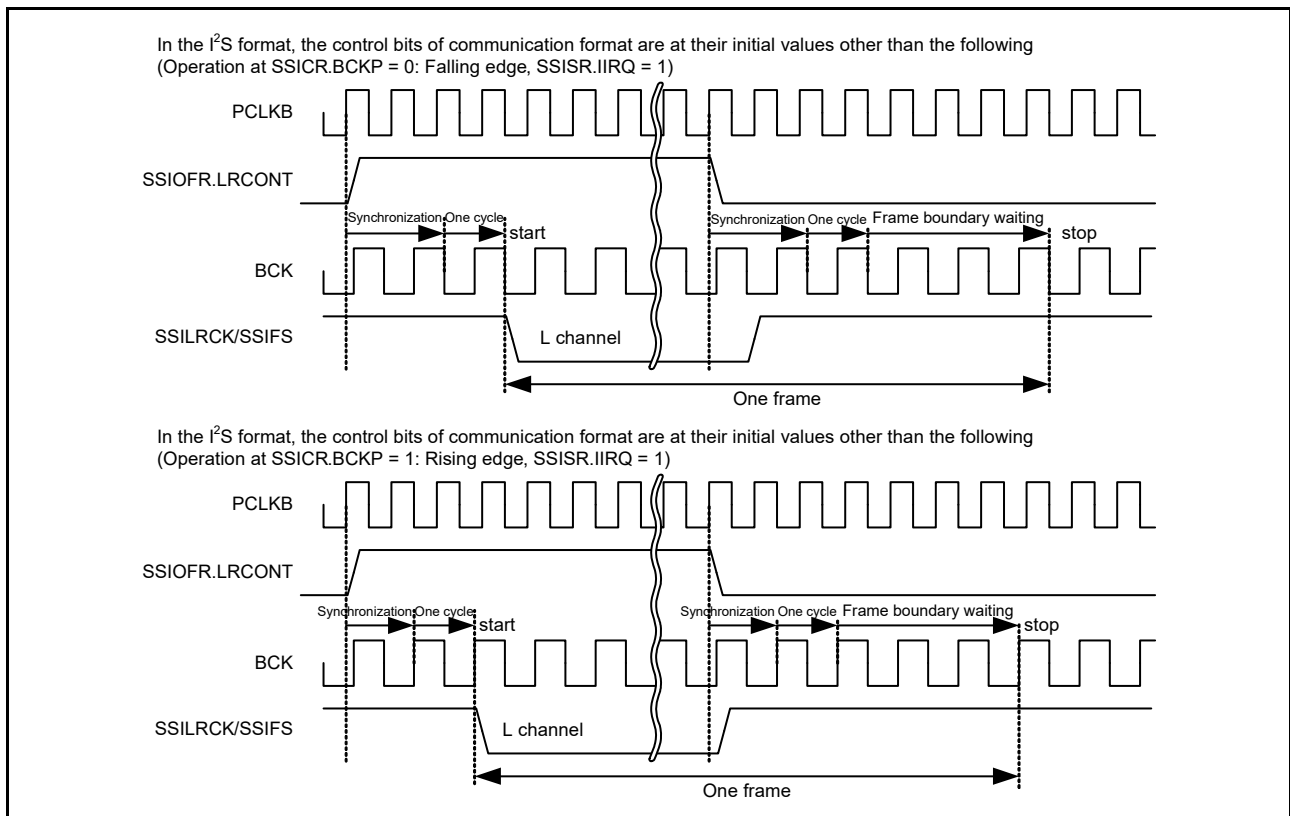 In the I²S format, the control bits of communication format are at their initial values other than the following
(Operation at SSICR.BCKP = 0: Falling edge, SSISR.IIRQ = 1)
PCLKB
SSIOFR.LRCONT
Synchronization One cycle start Synchronization One cycle Frame boundary waiting stop
BCK
SSILRCK/SSIFS L channel
One frame
In the I²S format, the control bits of communication format are at their initial values other than the following
(Operation at SSICR.BCKP = 1: Rising edge, SSISR.IIRQ = 1)
PCLKB
SSIOFR.LRCONT
Synchronization One cycle start Synchronization One cycle Frame boundary waiting stop
BCK
SSILRCK/SSIFS L channel
One frame